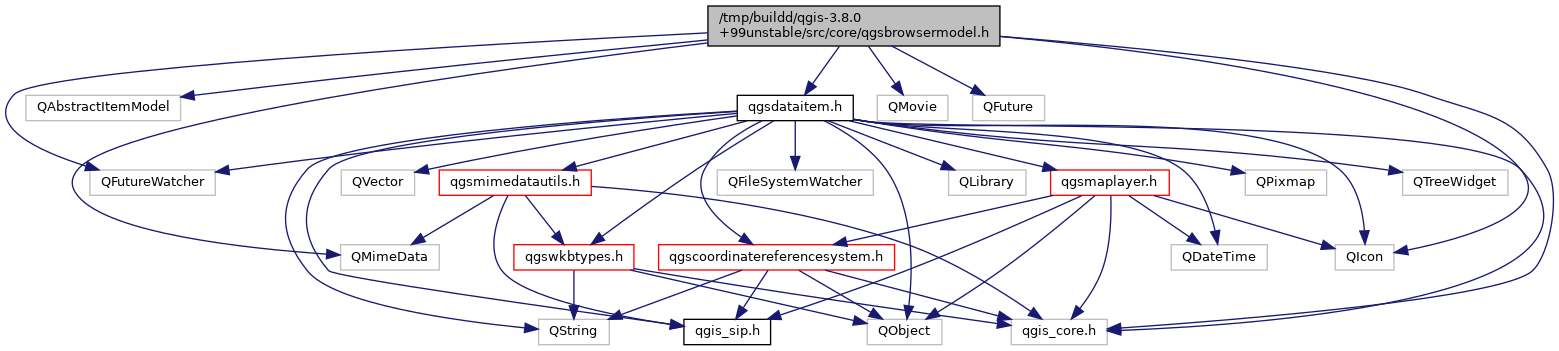 /tmp/buildd/qgis-3.8.0
+99unstable/src/core/qgsbrowsermodel.h
QAbstractItemModel
qgsdataitem.h
QMovie
QFuture
QFutureWatcher
QVector
qgsmimedatautils.h
QFileSystemWatcher
QLibrary
qgsmaplayer.h
QPixmap
QTreeWidget
QMimeData
qgswkbtypes.h
qgscoordinatereferencesystem.h
QDateTime
QIcon
QString
qgis_sip.h
QObject
qgis_core.h